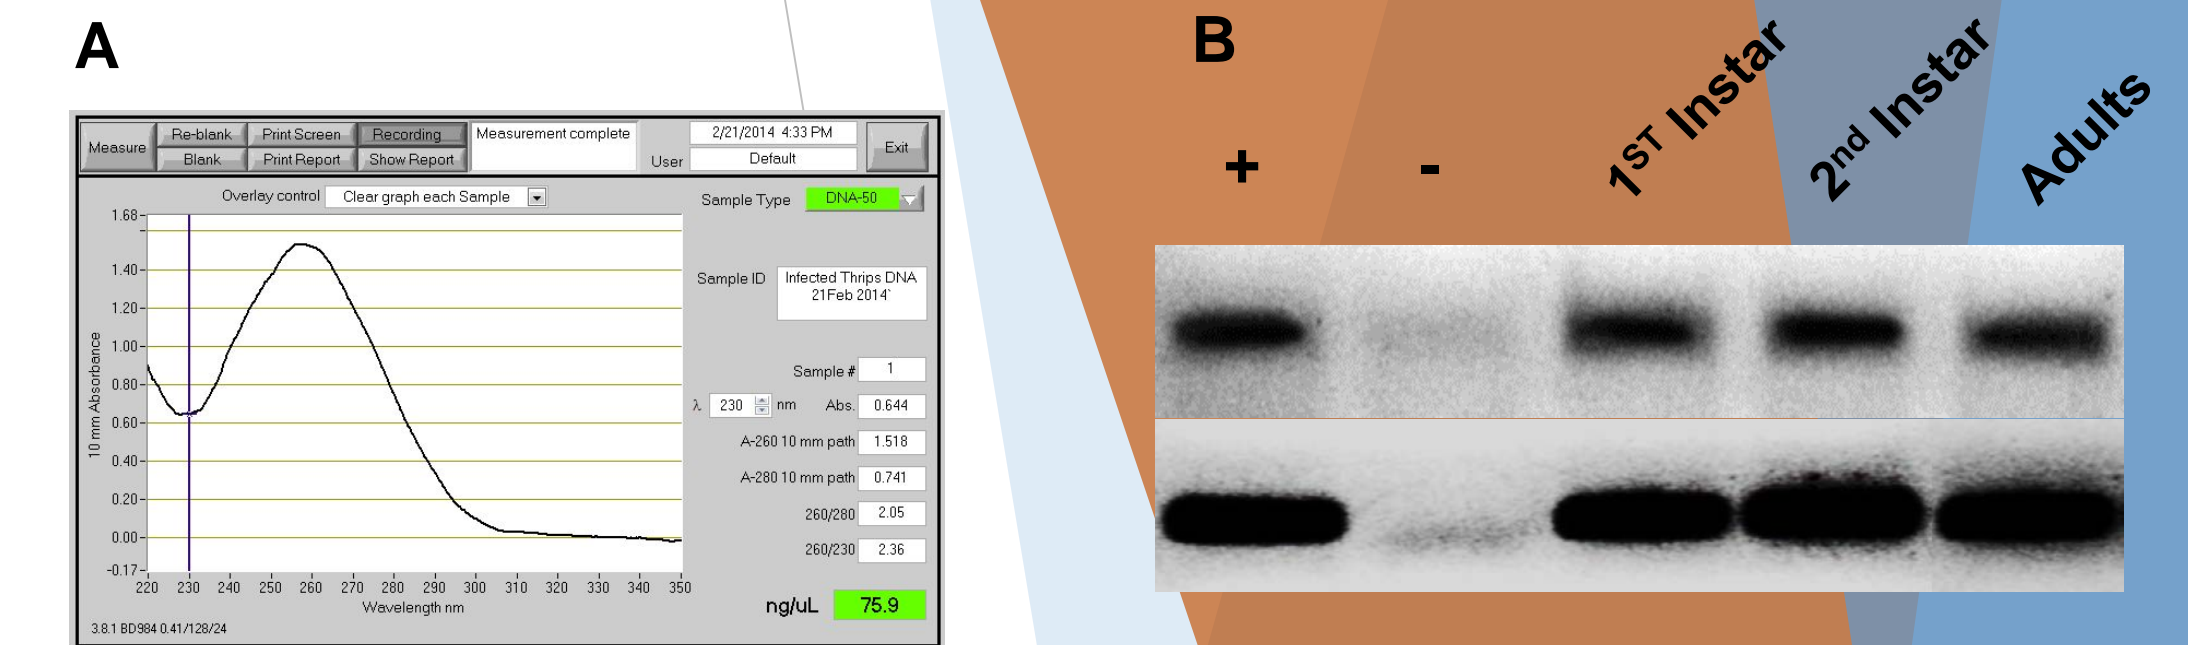 A
Measure
Re-blank
Print Screen
Recording
Measurement complete
2/21/2014 4:33 PM
Exit
Blank
Print Report
Show Report
User
Default
Overlay control
Clear graph each Sample
Sample Type
DNA-50
1.68
1.40
1.20
1.00
0.80
0.60
0.40
0.20
0.00
-0.17
10 mm Absorbance
220 230 240 250 260 270 280 290 300 310 320 330 340 350
Wavelength nm
3.8.1 BD984 0.41/128/24
Sample ID
Infected Thrips DNA
21Feb 2014`
Sample # 1
λ 230 nm Abs. 0.644
A-260 10 mm path 1.518
A-280 10 mm path 0.741
260/280 2.05
260/230 2.36
ng/uL 75.9
B
+
-
1ST Instar
2nd Instar
Adults